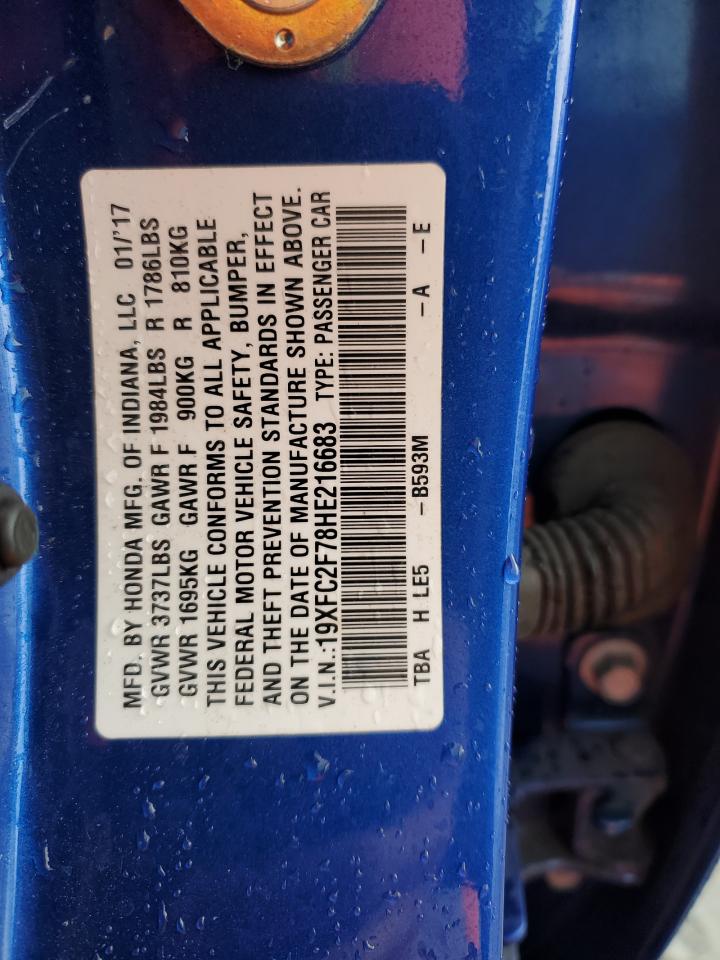 MFD. BY HONDA MFG. OF INDIANA, LLC 01/'17
GVWR 3737LBS GAWR F 1984LBS R 1786LBS
GVWR 1695KG GAWR F 900KG R 810KG
THIS VEHICLE CONFORMS TO ALL APPLICABLE
FEDERAL MOTOR VEHICLE SAFETY, BUMPER,
AND THEFT PREVENTION STANDARDS IN EFFECT
ON THE DATE OF MANUFACTURE SHOWN ABOVE.
V.I.N.:19XFC2F78HE216683 TYPE: PASSENGER CAR
TBA H LE5 - B593M - A - E